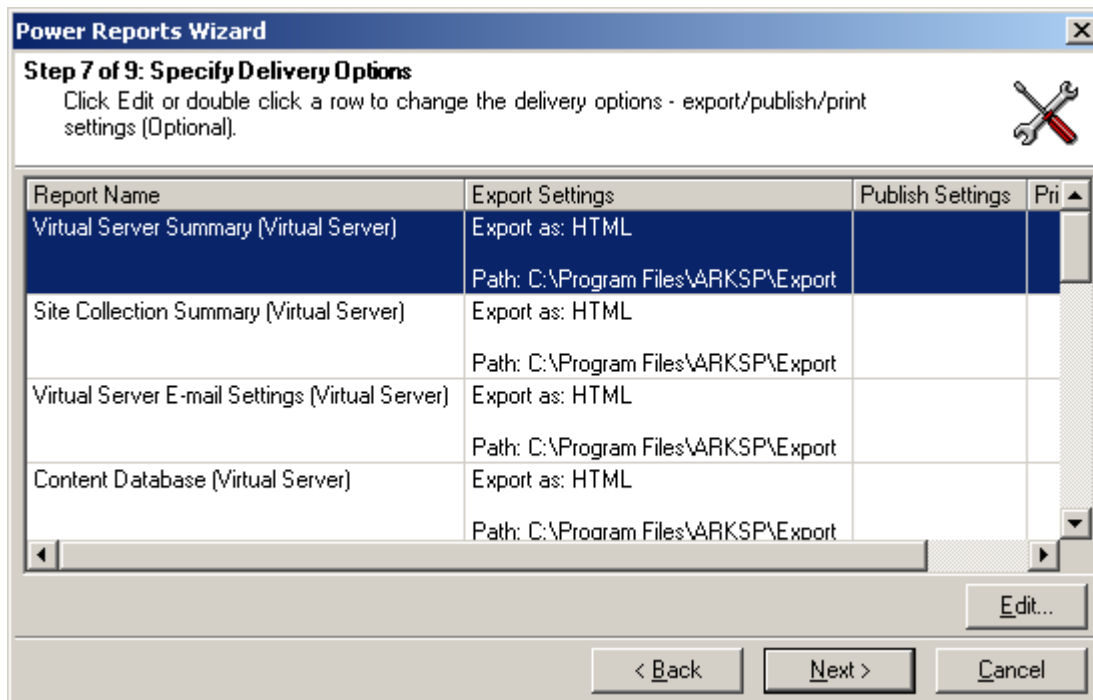 Power Reports Wizard
Step 7 of 9: Specify Delivery Options
Click Edit or double click a row to change the delivery options - export/publish/print
settings (Optional).
Report Name Export Settings Publish Settings Pri
Virtual Server Summary (Virtual Server) Export as: HTML
Path: C:\Program Files\ARKSP\Export
Site Collection Summary (Virtual Server) Export as: HTML
Path: C:\Program Files\ARKSP\Export
Virtual Server E-mail Settings (Virtual Server) Export as: HTML
Path: C:\Program Files\ARKSP\Export
Content Database (Virtual Server) Export as: HTML
Path: C:\Program Files\ARKSP\Export
Edit...
< Back Next > Cancel